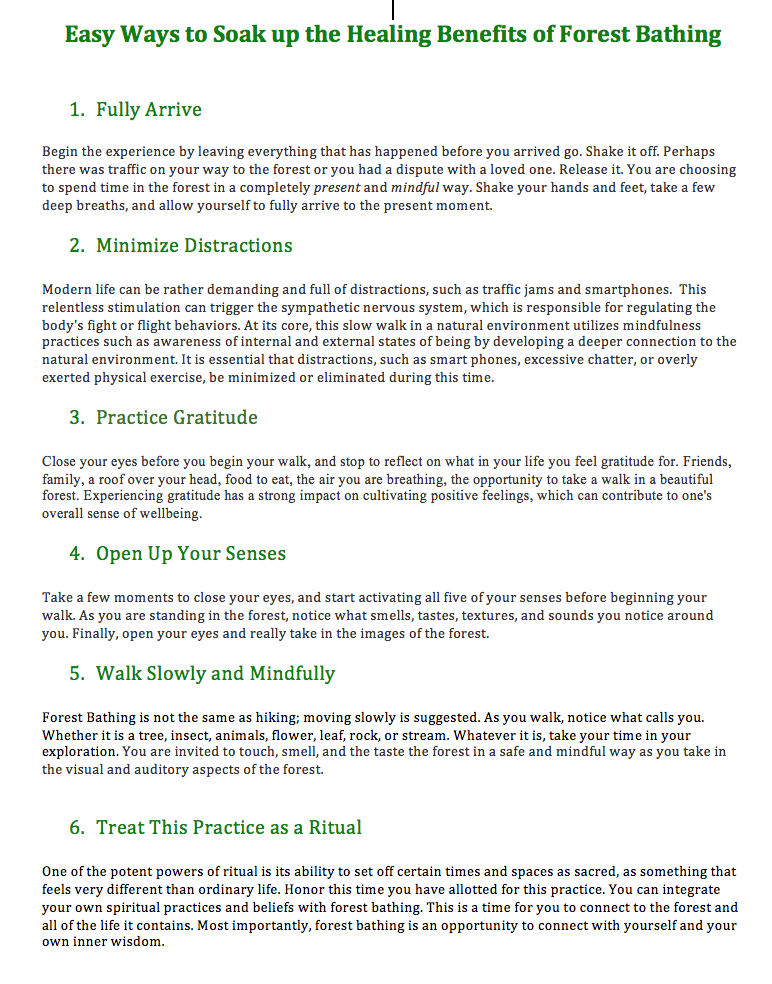 Easy Ways to Soak up the Healing Benefits of Forest Bathing
1. Fully Arrive
Begin the experience by leaving everything that has happened before you arrived go. Shake it off. Perhaps
there was traffic on your way to the forest or you had a dispute with a loved one. Release it. You are choosing
to spend time in the forest in a completely present and mindful way. Shake your hands and feet, take a few
deep breaths, and allow yourself to fully arrive to the present moment.
2. Minimize Distractions
Modern life can be rather demanding and full of distractions, such as traffic jams and smartphones.  This
relentless stimulation can trigger the sympathetic nervous system, which is responsible for regulating the
body's fight or flight behaviors. At its core, this slow walk in a natural environment utilizes mindfulness
practices such as awareness of internal and external states of being by developing a deeper connection to the
natural environment. It is essential that distractions, such as smart phones, excessive chatter, or overly
exerted physical exercise, be minimized or eliminated during this time.
3. Practice Gratitude
Close your eyes before you begin your walk, and stop to reflect on what in your life you feel gratitude for. Friends,
family, a roof over your head, food to eat, the air you are breathing, the opportunity to take a walk in a beautiful
forest. Experiencing gratitude has a strong impact on cultivating positive feelings, which can contribute to one's
overall sense of wellbeing.
4. Open Up Your Senses
Take a few moments to close your eyes, and start activating all five of your senses before beginning your
walk. As you are standing in the forest, notice what smells, tastes, textures, and sounds you notice around
you. Finally, open your eyes and really take in the images of the forest.
5. Walk Slowly and Mindfully
Forest Bathing is not the same as hiking; moving slowly is suggested. As you walk, notice what calls you.
Whether it is a tree, insect, animals, flower, leaf, rock, or stream. Whatever it is, take your time in your
exploration. You are invited to touch, smell, and the taste the forest in a safe and mindful way as you take in
the visual and auditory aspects of the forest.
6. Treat This Practice as a Ritual
One of the potent powers of ritual is its ability to set off certain times and spaces as sacred, as something that
feels very different than ordinary life. Honor this time you have allotted for this practice. You can integrate
your own spiritual practices and beliefs with forest bathing. This is a time for you to connect to the forest and
all of the life it contains. Most importantly, forest bathing is an opportunity to connect with yourself and your
own inner wisdom.